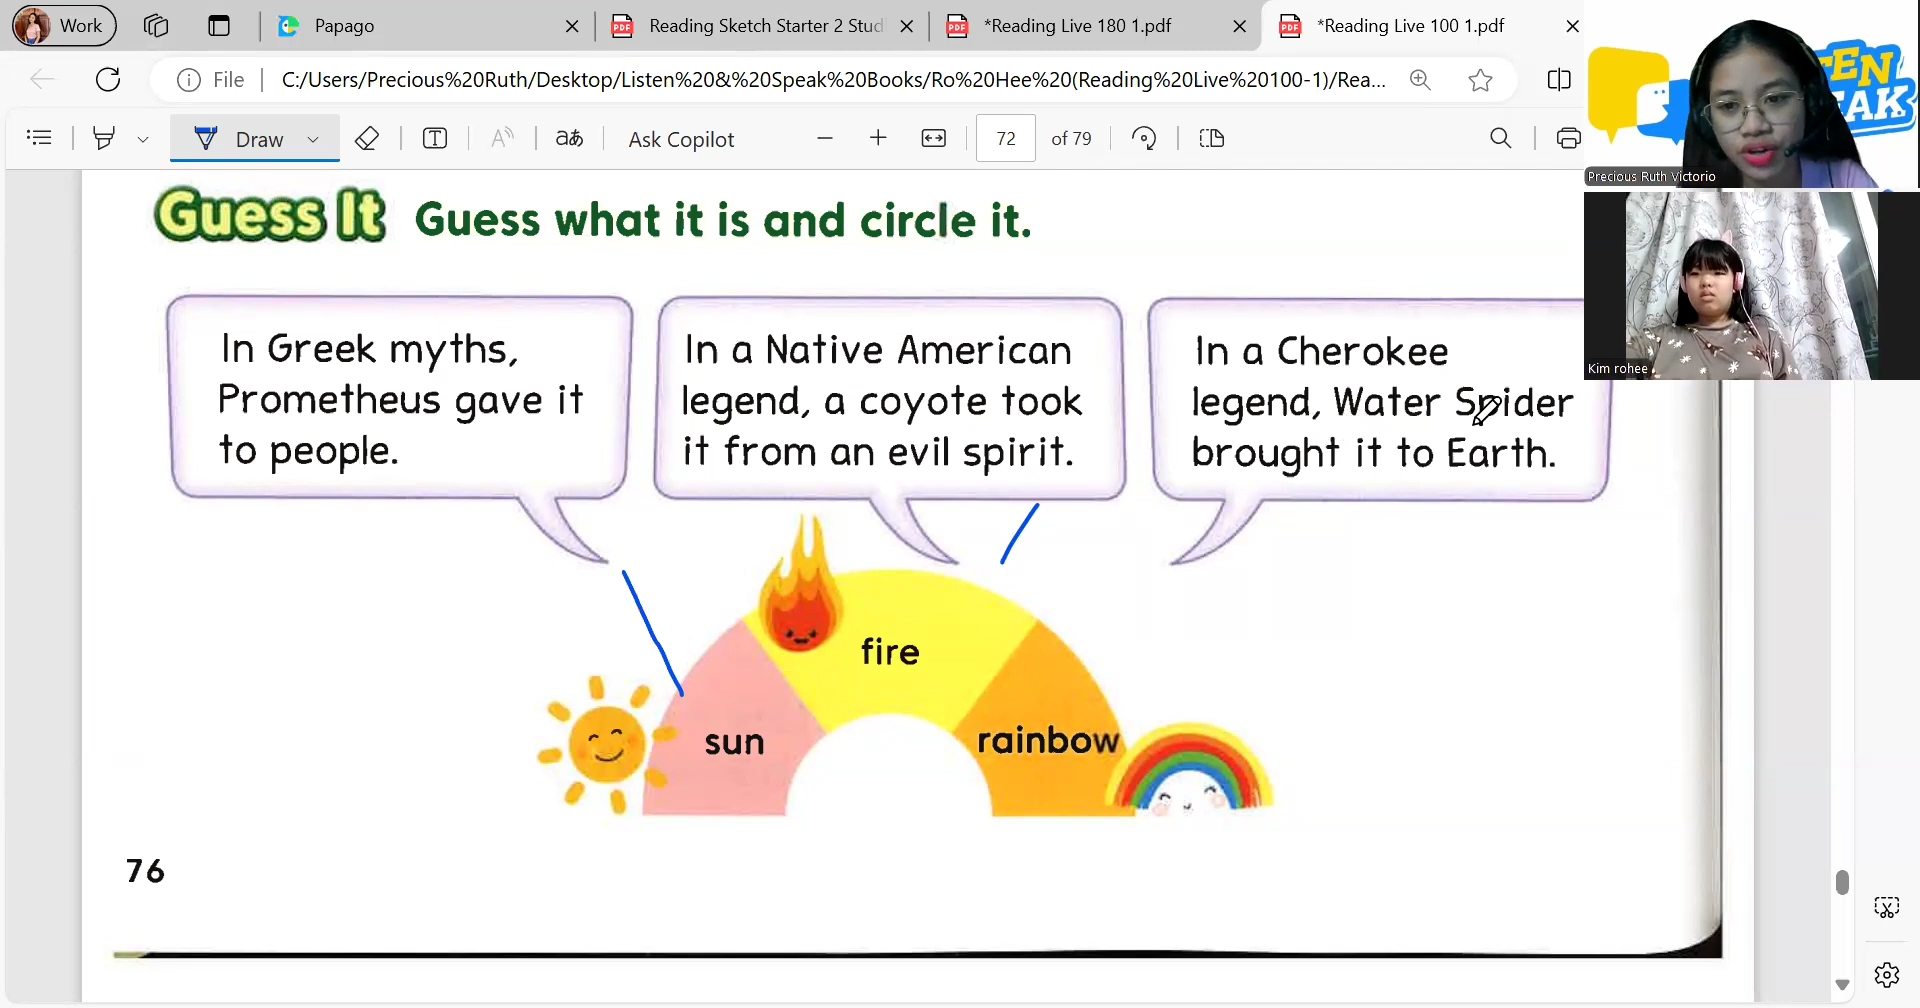 Work
Papago
Reading Sketch Starter 2 Stud
*Reading Live 180 1.pdf
*Reading Live 100 1.pdf
File
C:/Users/Precious%20Ruth/Desktop/Listen%20&%20Speak%20Books/Ro%20Hee%20(Reading%20Live%20100-1)/Rea...
Draw
Ask Copilot
72
of 79
EN
EAK
Precious Ruth Victorio
Kim rohee
Guess It Guess what it is and circle it.
In Greek myths,
Prometheus gave it
to people.
In a Native American
legend, a coyote took
it from an evil spirit.
In a Cherokee
legend, Water Spider
brought it to Earth.
fire
sun
rainbow
76